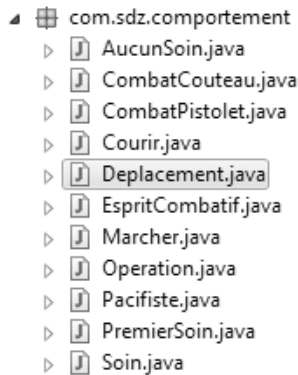 com.sdz.comportement
AucunSoin.java
CombatCouteau.java
CombatPistolet.java
Courir.java
Deplacement.java
EspritCombatif.java
Marcher.java
Operation.java
Pacifiste.java
PremierSoin.java
Soin.java